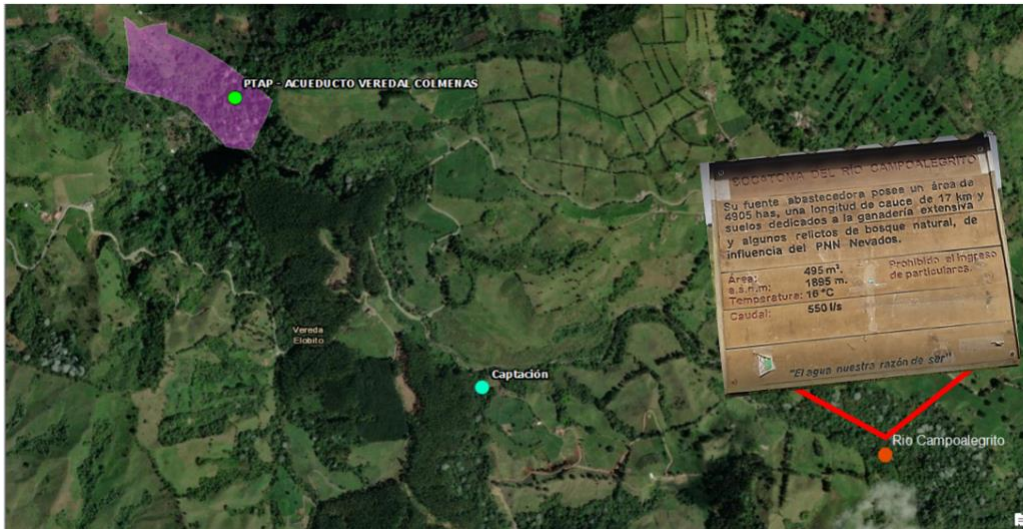 PTAP - ACUEDUCTO VEREDAL COLMENAS
BOCATOMA DEL RÍO CAMPOALEGRITO
Su fuente abastecedora posee un área de
4905 has, una longitud de cauce de 17 km y
suelos dedicados a la ganadería extensiva
y algunos relictos de bosque natural, de
influencia del PNN Nevados.
Área: 495 m².
a.s.n.m: 1895 m.
Temperatura: 16 °C
Caudal: 550 l/s
Prohibido el ingreso
de particulares.
"El agua nuestra razón de ser"
Vereda
Elobito
Captación
Rio Campoalegrito